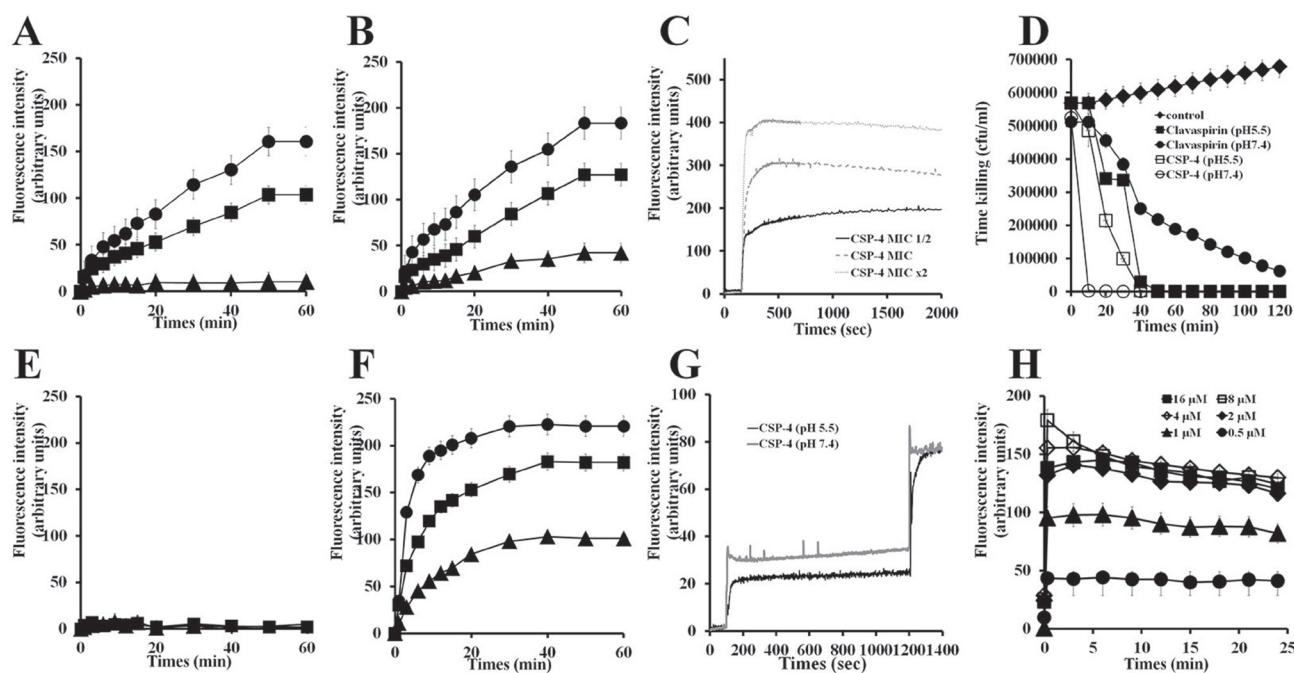 A
Fluorescence intensity
(arbitrary units)
250
200
150
100
50
0
0 20 40 60
Times (min)
B
Fluorescence intensity
(arbitrary units)
250
200
150
100
50
0
0 20 40 60
Times (min)
C
Fluorescence intensity
(arbitrary units)
500
400
300
200
100
0
CSP-4 MIC 1/2
CSP-4 MIC
CSP-4 MIC x2
0 500 1000 1500 2000
Times (sec)
D
Time killing (cfu/ml)
700000
600000
500000
400000
300000
200000
100000
0
control
Clavaspirin (pH5.5)
Clavaspirin (pH7.4)
CSP-4 (pH5.5)
CSP-4 (pH7.4)
0 20 40 60 80 100 120
Times (min)
E
Fluorescence intensity
(arbitrary units)
250
200
150
100
50
0
0 20 40 60
Times (min)
F
Fluorescence intensity
(arbitrary units)
250
200
150
100
50
0
0 20 40 60
Times (min)
G
Fluorescence intensity
(arbitrary units)
100
80
60
40
20
0
CSP-4 (pH 5.5)
CSP-4 (pH 7.4)
0 200 400 600 800 1000 1200 1400
Times (sec)
H
Fluorescence intensity
(arbitrary units)
200
150
100
50
0
16 μM 8 μM
4 μM 2 μM
1 μM 0.5 μM
0 5 10 15 20 25
Times (min)